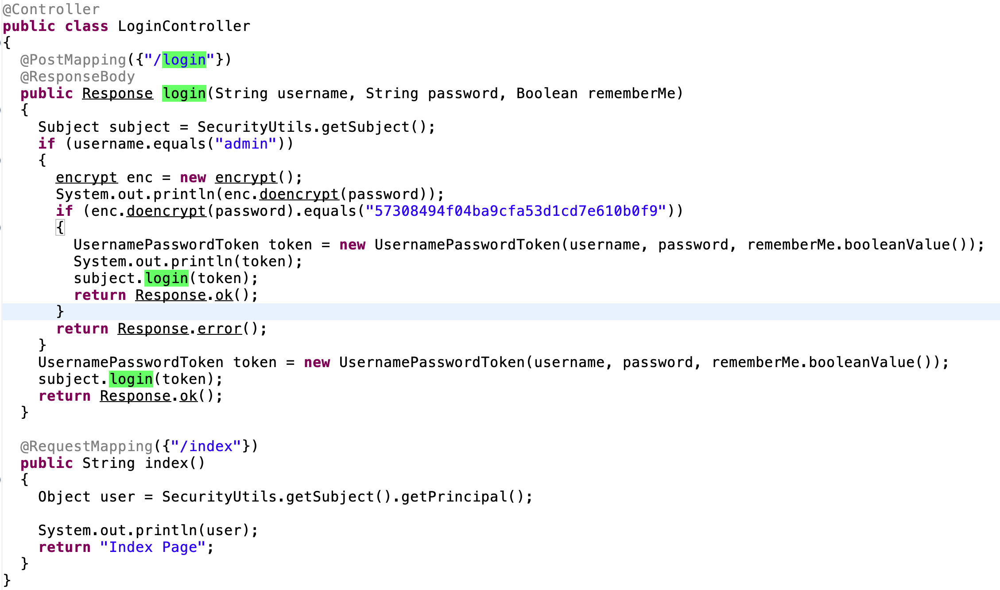 @Controller
public class LoginController
{
  @PostMapping({"/login"})
  @ResponseBody
  public Response login(String username, String password, Boolean rememberMe)
  {
    Subject subject = SecurityUtils.getSubject();
    if (username.equals("admin"))
    {
      encrypt enc = new encrypt();
      System.out.println(enc.doencrypt(password));
      if (enc.doencrypt(password).equals("57308494f04ba9cfa53d1cd7e610b0f9"))
      {
        UsernamePasswordToken token = new UsernamePasswordToken(username, password, rememberMe.booleanValue());
        System.out.println(token);
        subject.login(token);
        return Response.ok();
      }
      return Response.error();
    }
    UsernamePasswordToken token = new UsernamePasswordToken(username, password, rememberMe.booleanValue());
    subject.login(token);
    return Response.ok();
  }

  @RequestMapping({"/index"})
  public String index()
  {
    Object user = SecurityUtils.getSubject().getPrincipal();

    System.out.println(user);
    return "Index Page";
  }
}